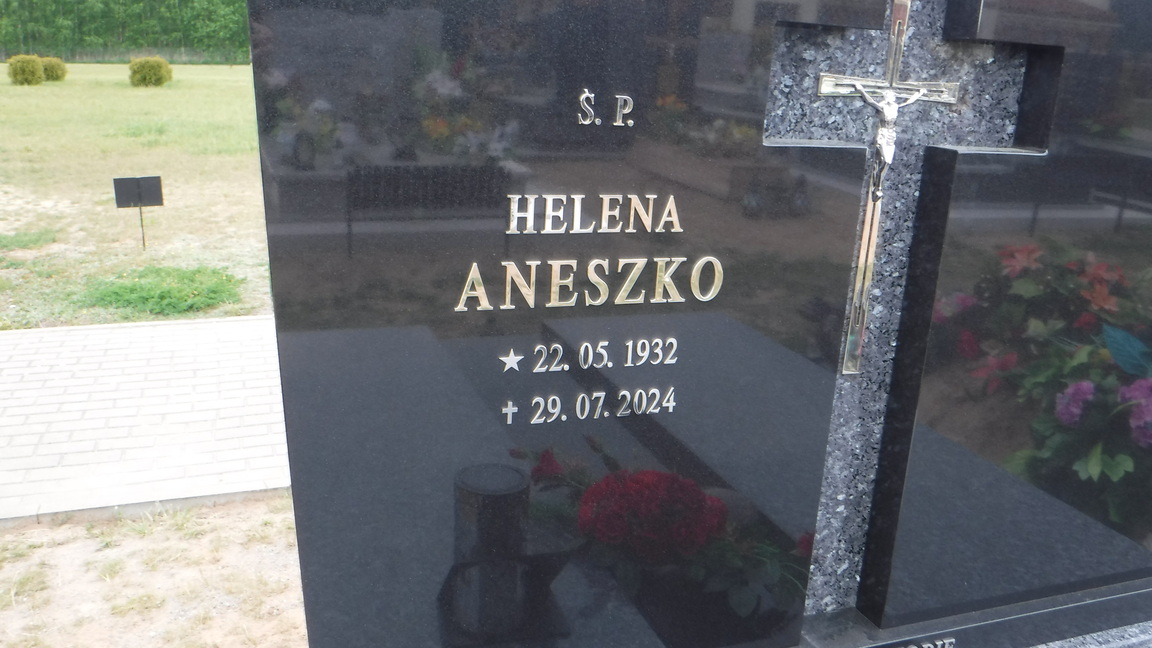 Ś. P.
HELENA
ANESZKO
★ 22. 05. 1932
✝ 29. 07. 2024